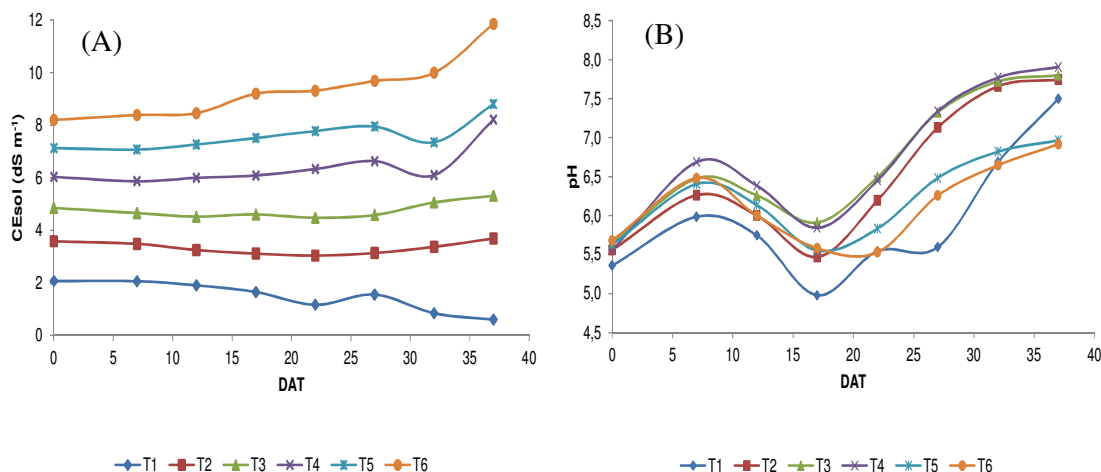 (A)
CEsol (dS m⁻¹)
12
10
8
6
4
2
0
0 5 10 15 20 25 30 35 40
DAT
T1 T2 T3 T4 T5 T6
(B)
pH
8,5
8,0
7,5
7,0
6,5
6,0
5,5
5,0
4,5
0 5 10 15 20 25 30 35 40
DAT
T1 T2 T3 T4 T5 T6